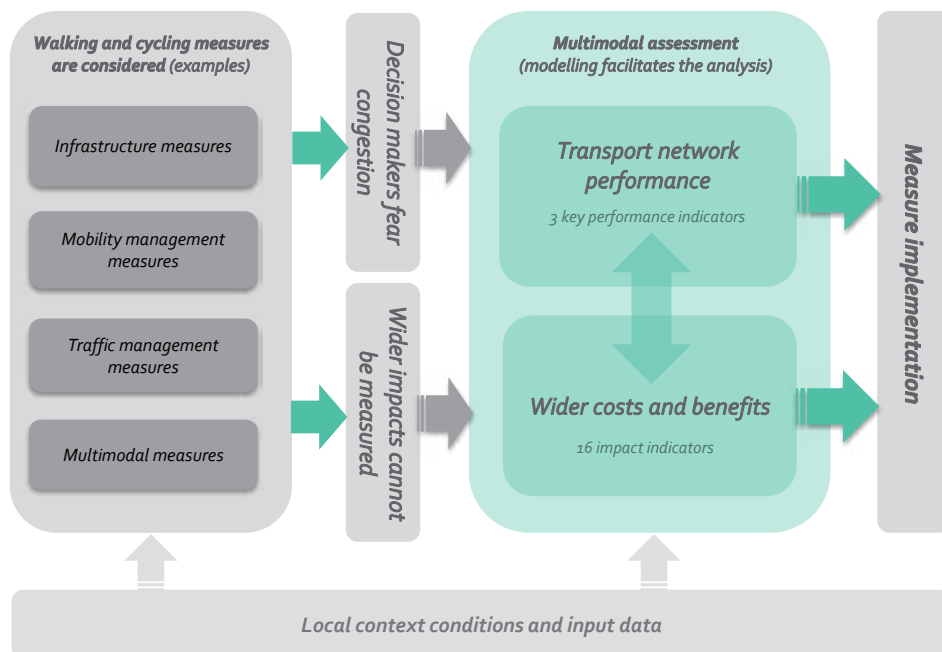 Walking and cycling measures
are considered (examples)
Infrastructure measures
Mobility management
measures
Traffic management
measures
Multimodal measures
Decision makers fear
congestion
Wider impacts cannot
be measured
Multimodal assessment
(modelling facilitates the analysis)
Transport network
performance
3 key performance indicators
Wider costs and benefits
16 impact indicators
Measure implementation
Local context conditions and input data